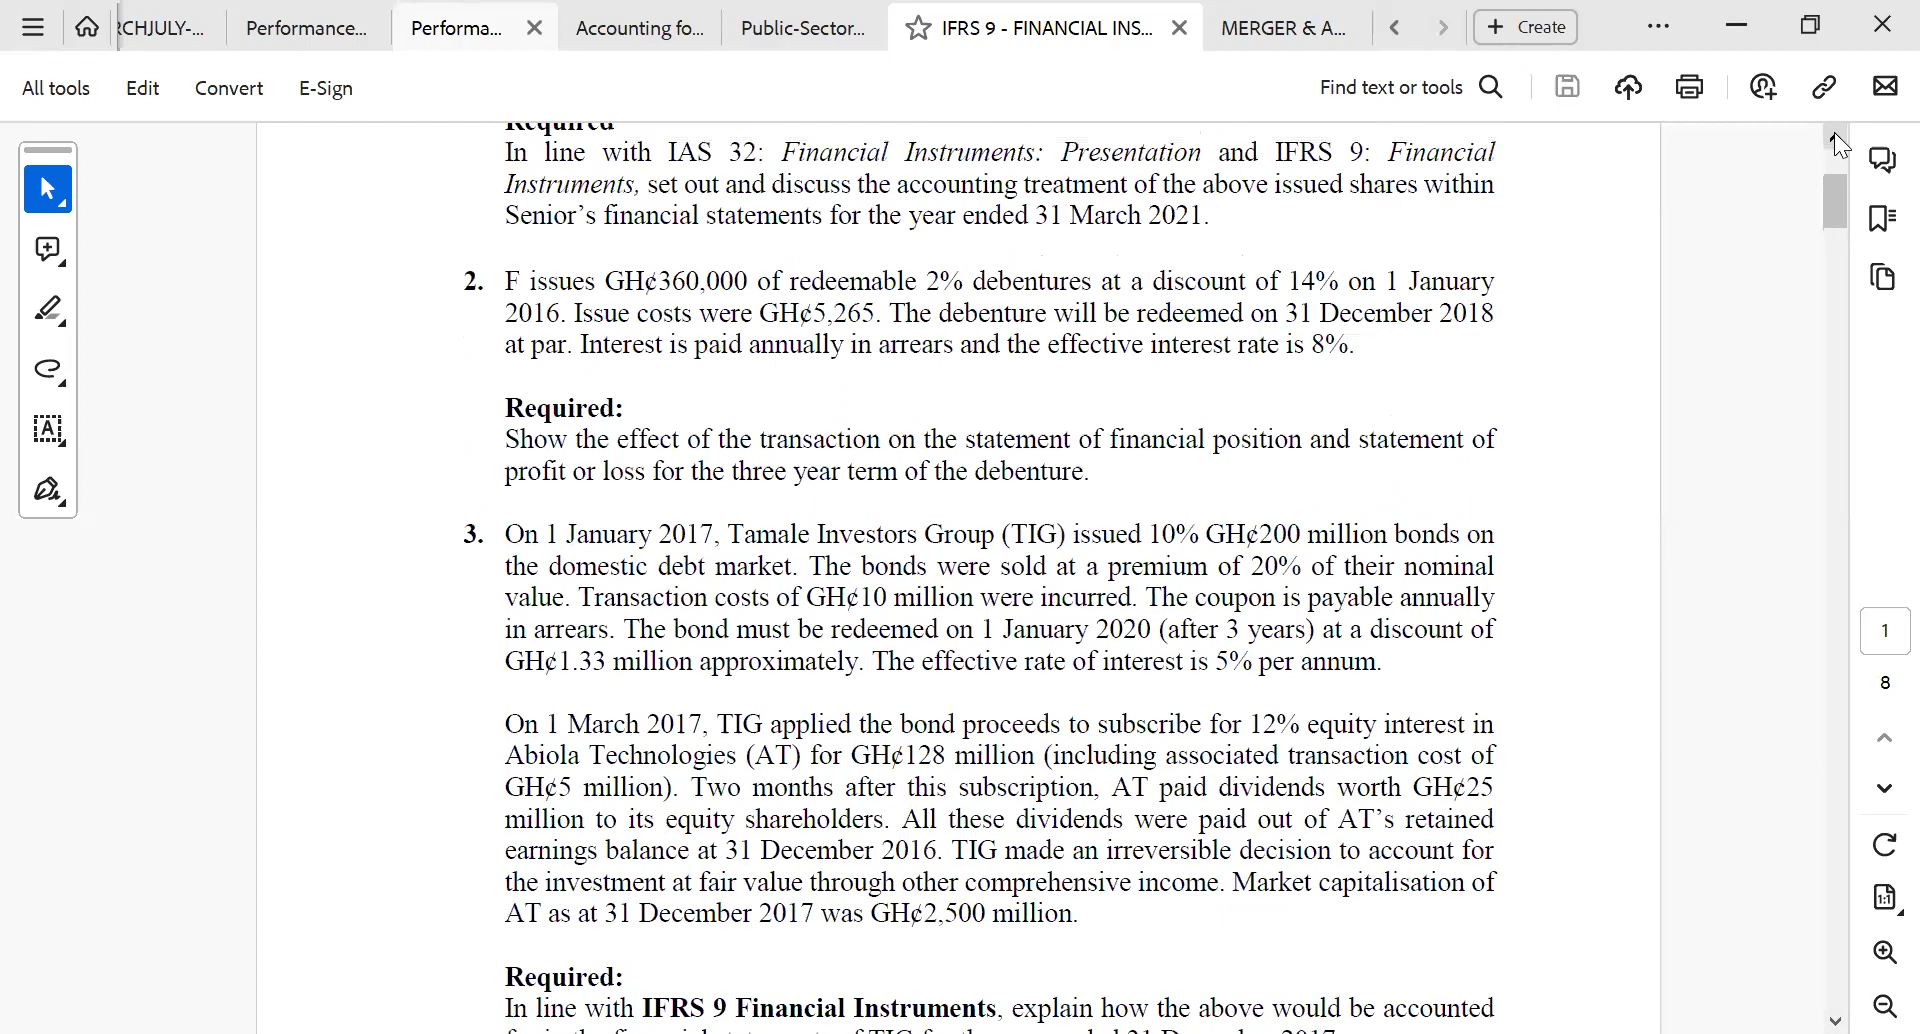 RCHJULY-... Performance... Performa... Accounting fo... Public-Sector... IFRS 9 - FINANCIAL INS... MERGER & A... Create
All tools Edit Convert E-Sign Find text or tools
Required
In line with IAS 32: Financial Instruments: Presentation and IFRS 9: Financial
Instruments, set out and discuss the accounting treatment of the above issued shares within
Senior's financial statements for the year ended 31 March 2021.
2. F issues GH¢360,000 of redeemable 2% debentures at a discount of 14% on 1 January
2016. Issue costs were GH¢5,265. The debenture will be redeemed on 31 December 2018
at par. Interest is paid annually in arrears and the effective interest rate is 8%.
Required:
Show the effect of the transaction on the statement of financial position and statement of
profit or loss for the three year term of the debenture.
3. On 1 January 2017, Tamale Investors Group (TIG) issued 10% GH¢200 million bonds on
the domestic debt market. The bonds were sold at a premium of 20% of their nominal
value. Transaction costs of GH¢10 million were incurred. The coupon is payable annually
in arrears. The bond must be redeemed on 1 January 2020 (after 3 years) at a discount of
GH¢1.33 million approximately. The effective rate of interest is 5% per annum.
On 1 March 2017, TIG applied the bond proceeds to subscribe for 12% equity interest in
Abiola Technologies (AT) for GH¢128 million (including associated transaction cost of
GH¢5 million). Two months after this subscription, AT paid dividends worth GH¢25
million to its equity shareholders. All these dividends were paid out of AT's retained
earnings balance at 31 December 2016. TIG made an irreversible decision to account for
the investment at fair value through other comprehensive income. Market capitalisation of
AT as at 31 December 2017 was GH¢2,500 million.
Required:
In line with IFRS 9 Financial Instruments, explain how the above would be accounted
1
8